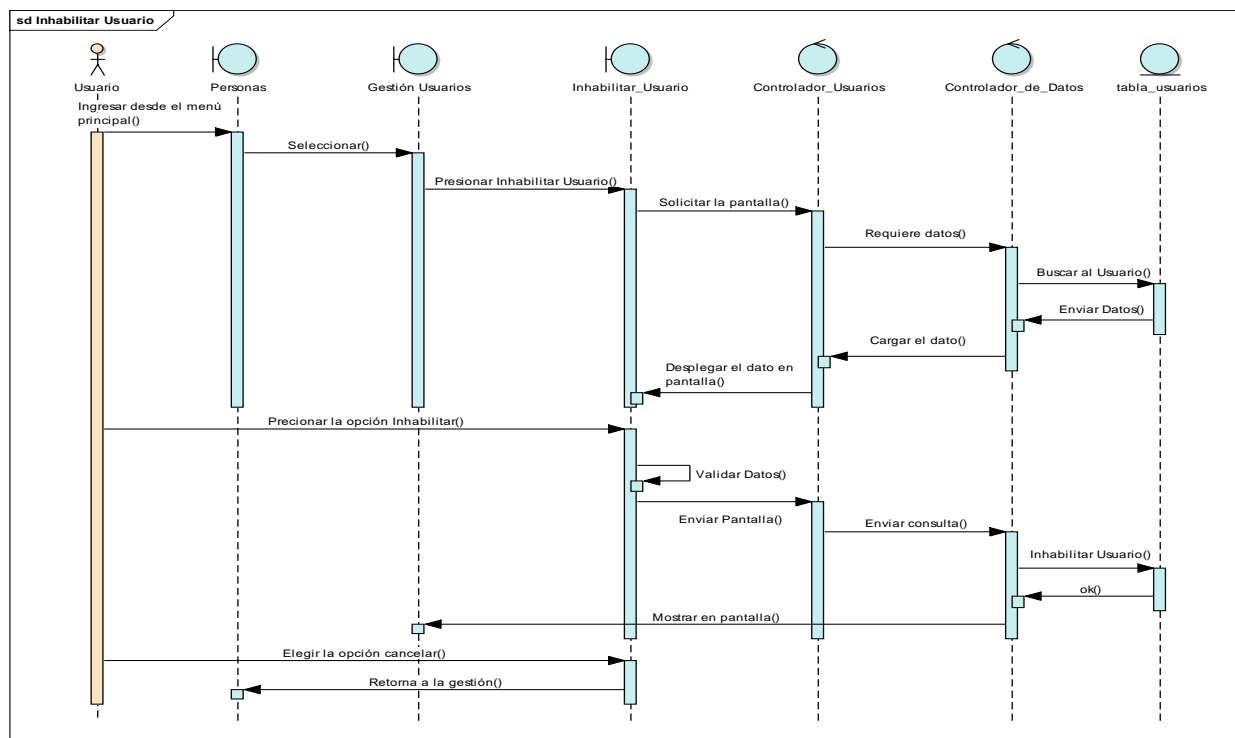 sd Inhabilitar Usuario
Usuario
Personas
Gestión Usuarios
Inhabilitar_Usuario
Controlador_Usuarios
Controlador_de_Datos
tabla_usuarios
Ingresar desde el menú
principal()
Seleccionar()
Presionar Inhabilitar Usuario()
Solicitar la pantalla()
Requiere datos()
Buscar al Usuario()
Enviar Datos()
Cargar el dato()
Desplegar el dato en
pantalla()
Precionar la opción Inhabilitar()
Validar Datos()
Enviar Pantalla()
Enviar consulta()
Inhabilitar Usuario()
ok()
Mostrar en pantalla()
Elegir la opción cancelar()
Retorna a la gestión()